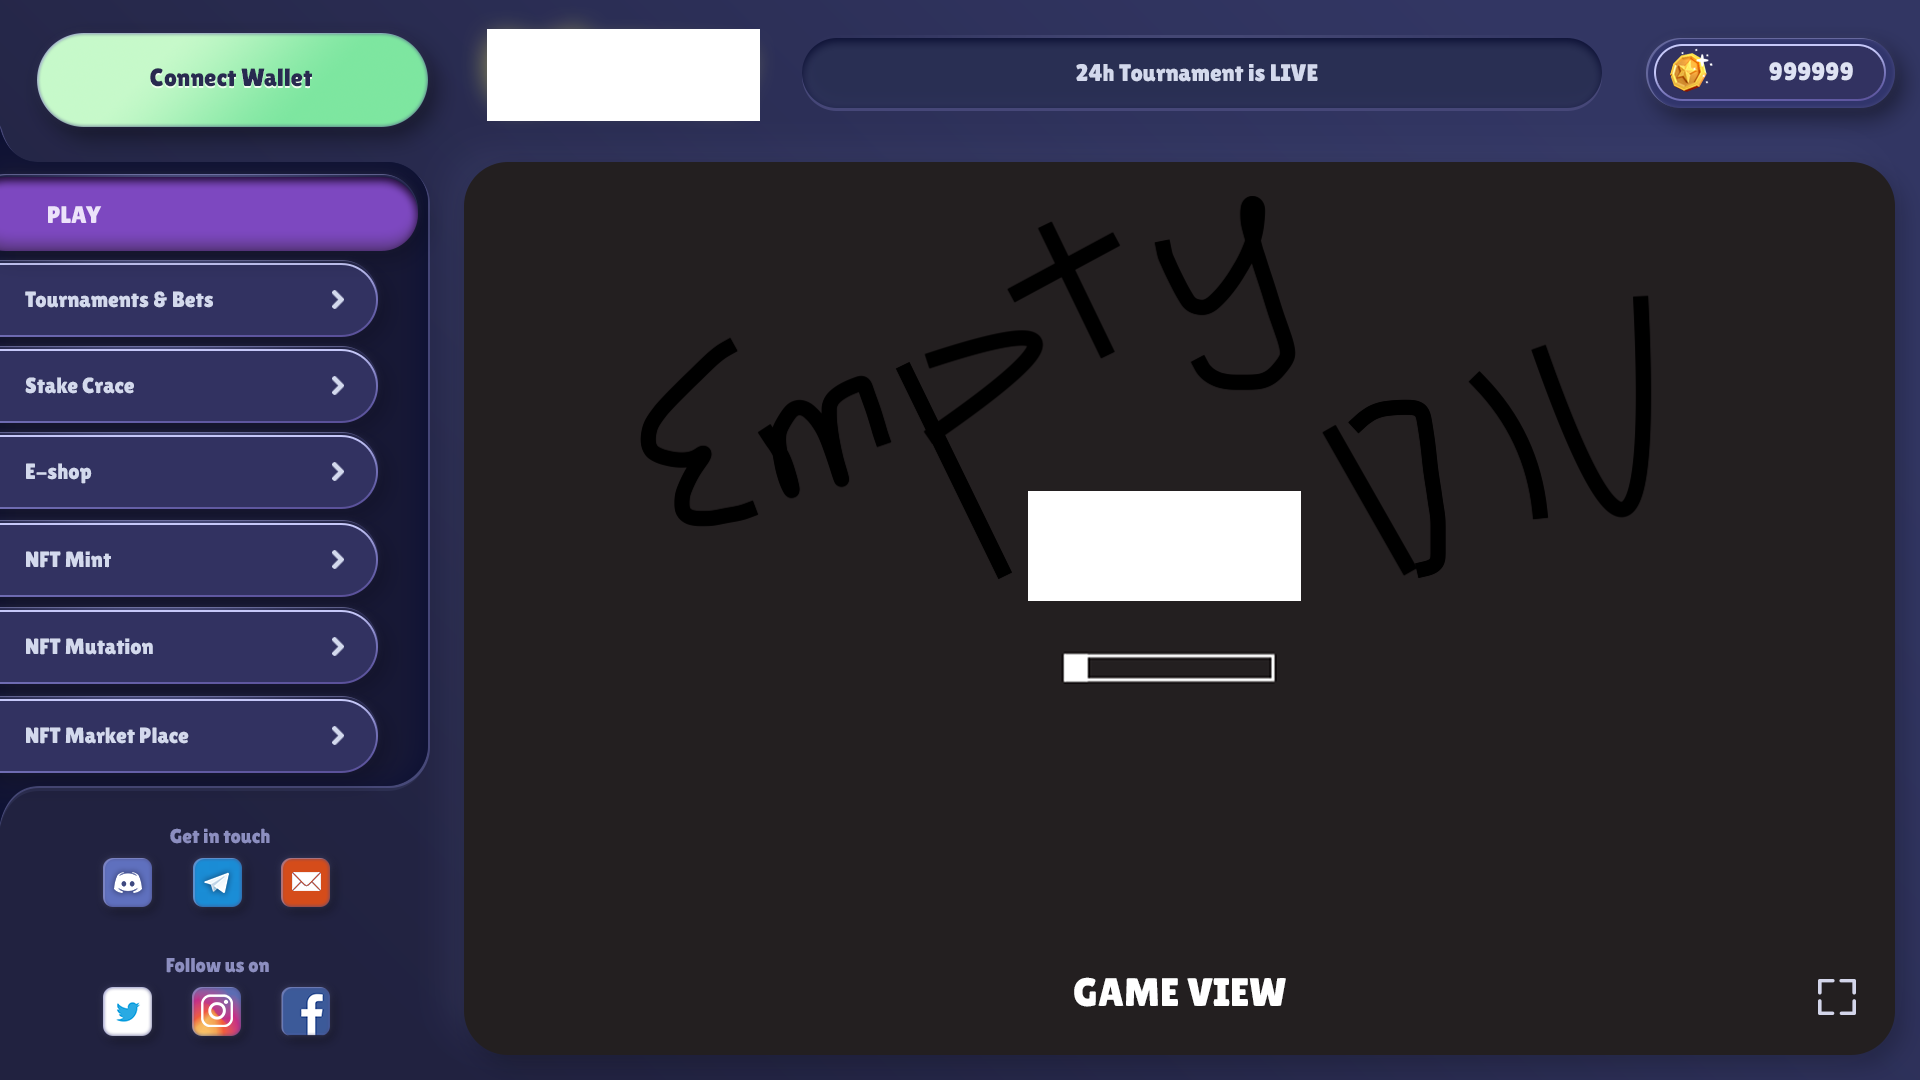 Connect Wallet
24h Tournament is LIVE
999999
PLAY
Tournaments & Bets
Stake Crace
E-shop
NFT Mint
NFT Mutation
NFT Market Place
Get in touch
Follow us on
Empty DIV
GAME VIEW